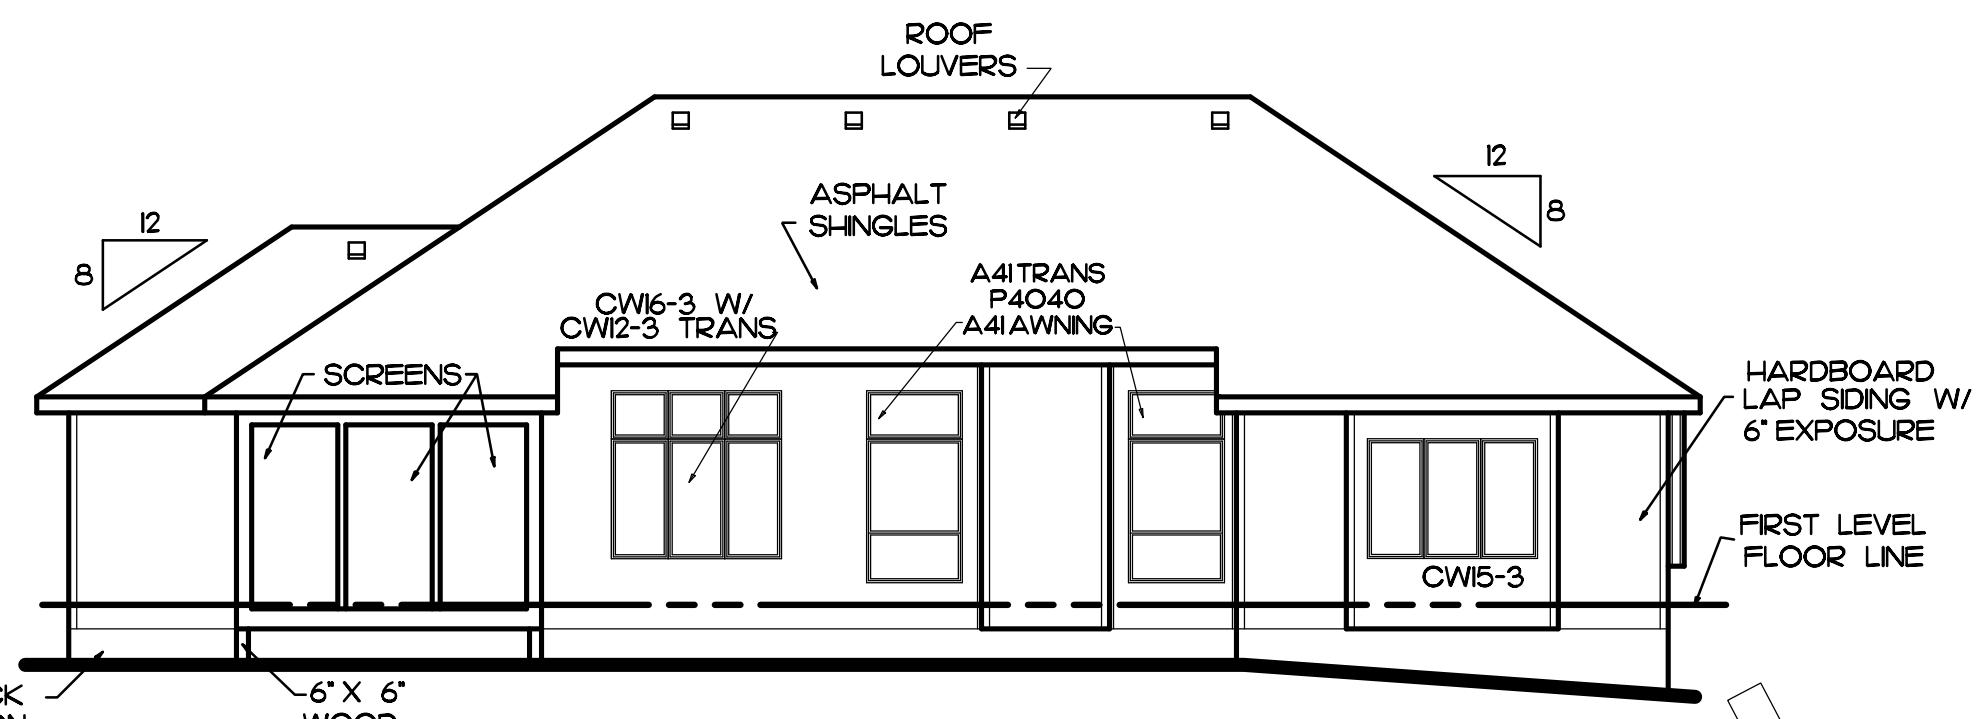 ROOF
LOUVERS
12
8
ASPHALT
SHINGLES
12
8
A41 TRANS
P4040
A41 AWNING
CW16-3 W/
CW12-3 TRANS
SCREENS
HARDBOARD
LAP SIDING W/
6" EXPOSURE
FIRST LEVEL
FLOOR LINE
CW15-3
6" X 6"
WOOD